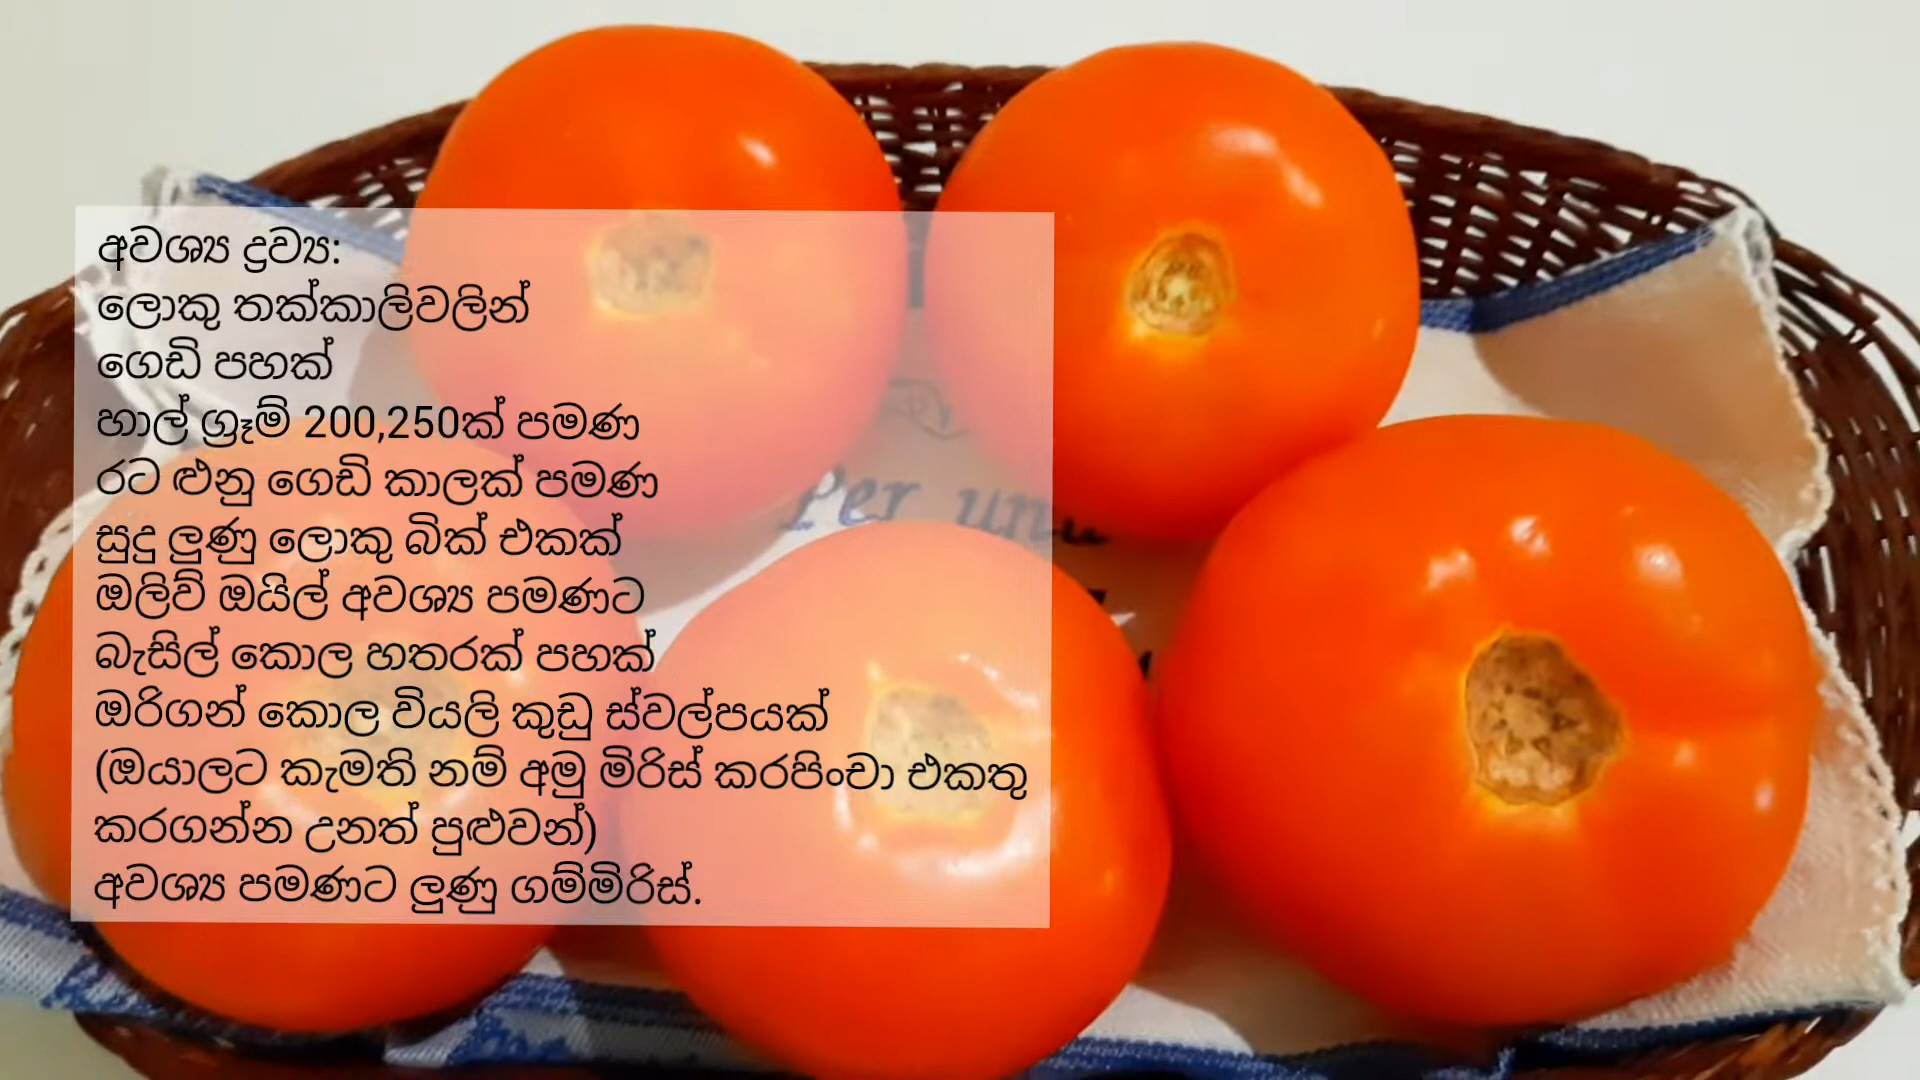 අවශ්‍ය ද්‍රව්‍ය:
ලොකු තක්කාලිවලින්
ගෙඩි පහක්
හාල් ග්‍රෑම් 200,250ක් පමණ
රට ළුනු ගෙඩි කාලක් පමණ
සුදු ලුණු ලොකු බික් එකක්
ඔලිව් ඔයිල් අවශ්‍ය පමණට
බැසිල් කොල හතරක් පහක්
ඔරිගන් කොල වියලි කුඩු ස්වල්පයක්
(ඔයාලට කැමති නම් අමු මිරිස් කරපිංචා එකතු
කරගන්න උනත් පුළුවන්)
අවශ්‍ය පමණට ලුණු ගම්මිරිස්.
Per